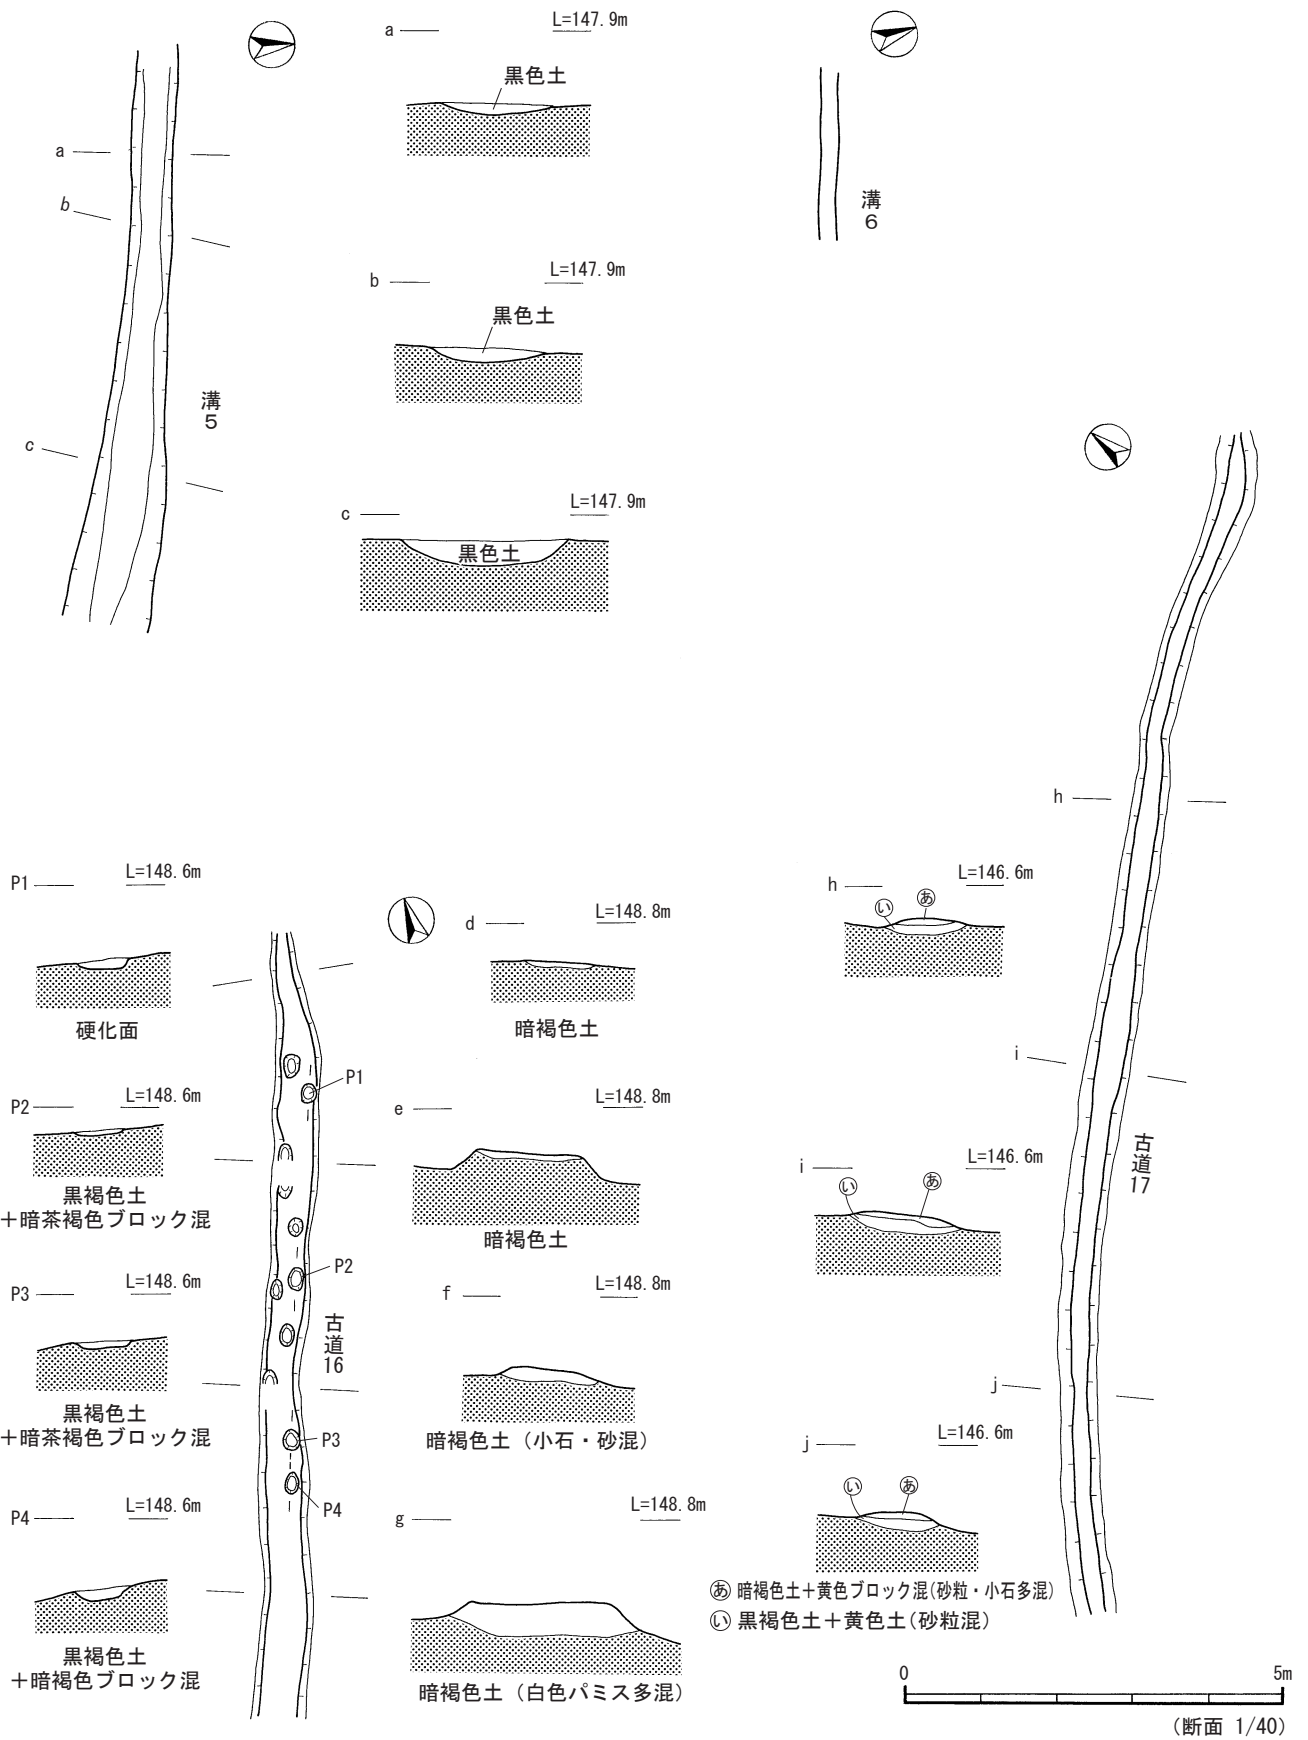 a
b
c
溝5
a
L=147.9m
黒色土
b
L=147.9m
黒色土
c
L=147.9m
黒色土
溝6
P1
L=148.6m
硬化面
P2
L=148.6m
黒褐色土
＋暗茶褐色ブロック混
P3
L=148.6m
黒褐色土
＋暗茶褐色ブロック混
P4
L=148.6m
黒褐色土
＋暗褐色ブロック混
P1
P2
古道16
P3
P4
d
L=148.8m
暗褐色土
e
L=148.8m
暗褐色土
f
L=148.8m
暗褐色土（小石・砂混）
g
L=148.8m
暗褐色土（白色パミス多混）
h
L=146.6m
い
あ
i
L=146.6m
い
あ
j
L=146.6m
い
あ
あ 暗褐色土＋黄色ブロック混(砂粒・小石多混)
い 黒褐色土＋黄色土(砂粒混)
h
i
古道17
j
0
5m
(断面 1/40)